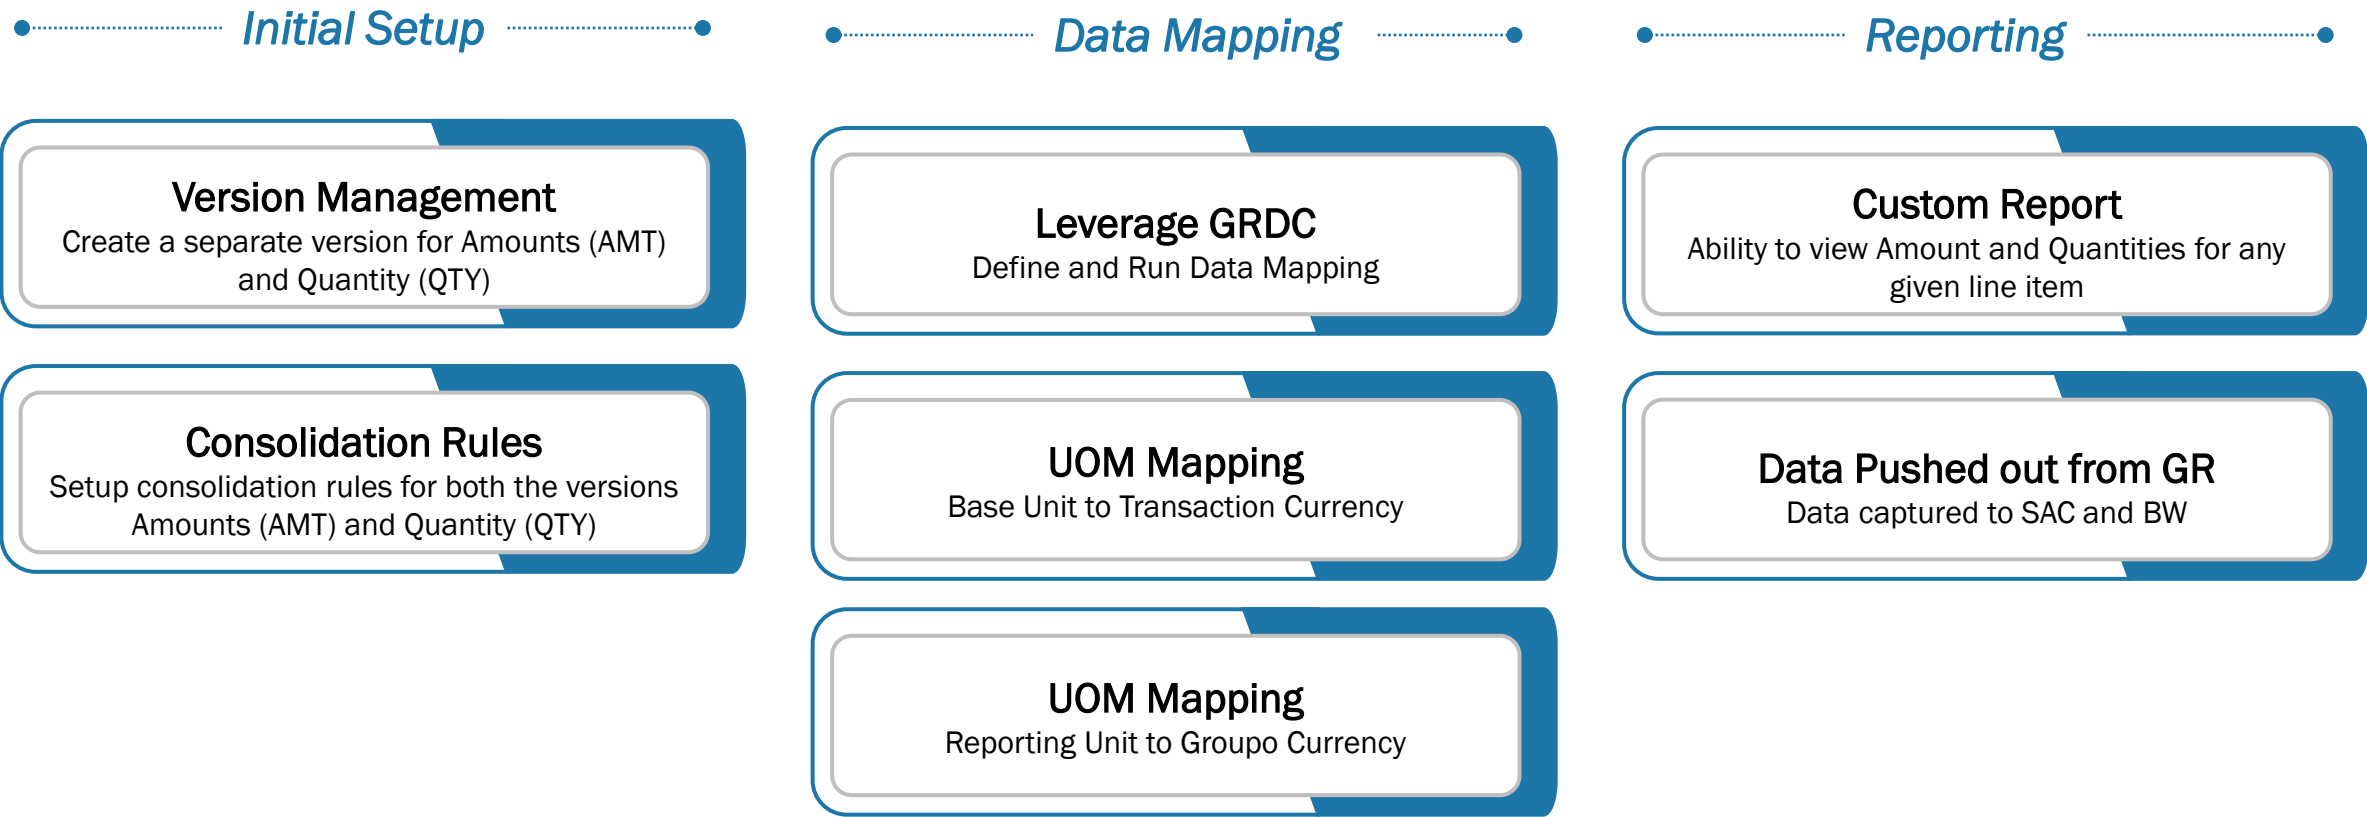 Initial Setup
Version Management
Create a separate version for Amounts (AMT)
and Quantity (QTY)
Consolidation Rules
Setup consolidation rules for both the versions
Amounts (AMT) and Quantity (QTY)
Data Mapping
Leverage GRDC
Define and Run Data Mapping
UOM Mapping
Base Unit to Transaction Currency
UOM Mapping
Reporting Unit to Groupo Currency
Reporting
Custom Report
Ability to view Amount and Quantities for any
given line item
Data Pushed out from GR
Data captured to SAC and BW